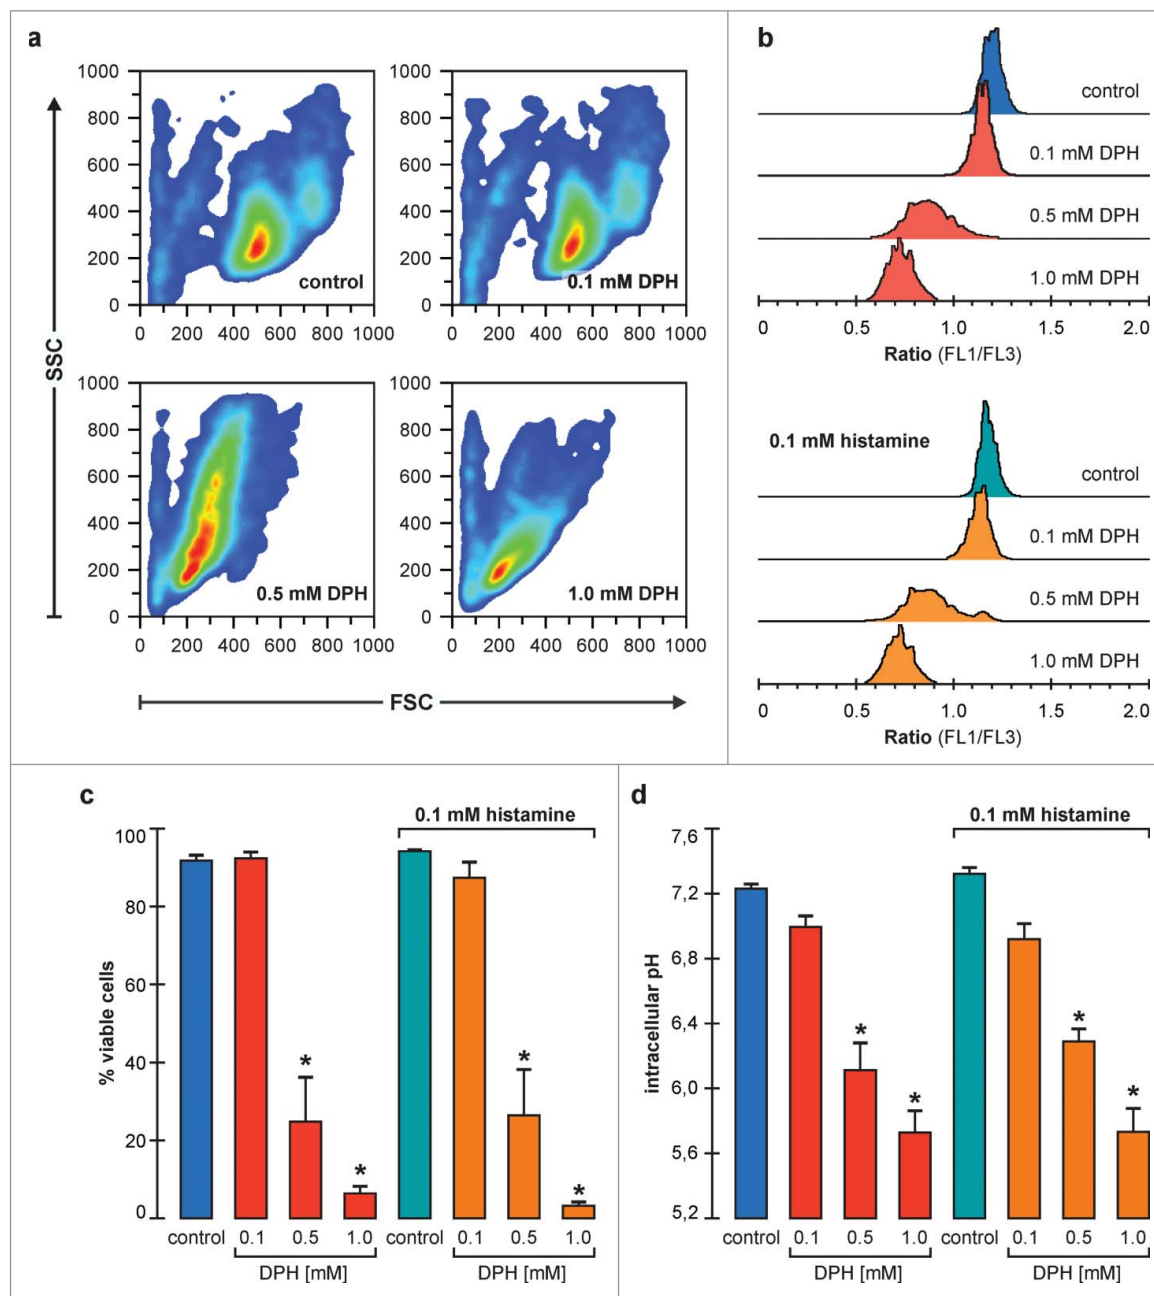 a
SSC
1000
800
600
400
200
0
control
0 200 400 600 800 1000
1000
800
600
400
200
0
0.1 mM DPH
0 200 400 600 800 1000
1000
800
600
400
200
0
0.5 mM DPH
0 200 400 600 800 1000
1000
800
600
400
200
0
1.0 mM DPH
0 200 400 600 800 1000
FSC
b
control
0.1 mM DPH
0.5 mM DPH
1.0 mM DPH
0 0.5 1.0 1.5 2.0
Ratio (FL1/FL3)
0.1 mM histamine
control
0.1 mM DPH
0.5 mM DPH
1.0 mM DPH
0 0.5 1.0 1.5 2.0
Ratio (FL1/FL3)
c
0.1 mM histamine
% viable cells
100
80
60
40
20
0
* * * *
control 0.1 0.5 1.0 control 0.1 0.5 1.0
DPH [mM] DPH [mM]
d
0.1 mM histamine
intracellular pH
7,6
7,2
6,8
6,4
6,0
5,6
5,2
* * * *
control 0.1 0.5 1.0 control 0.1 0.5 1.0
DPH [mM] DPH [mM]